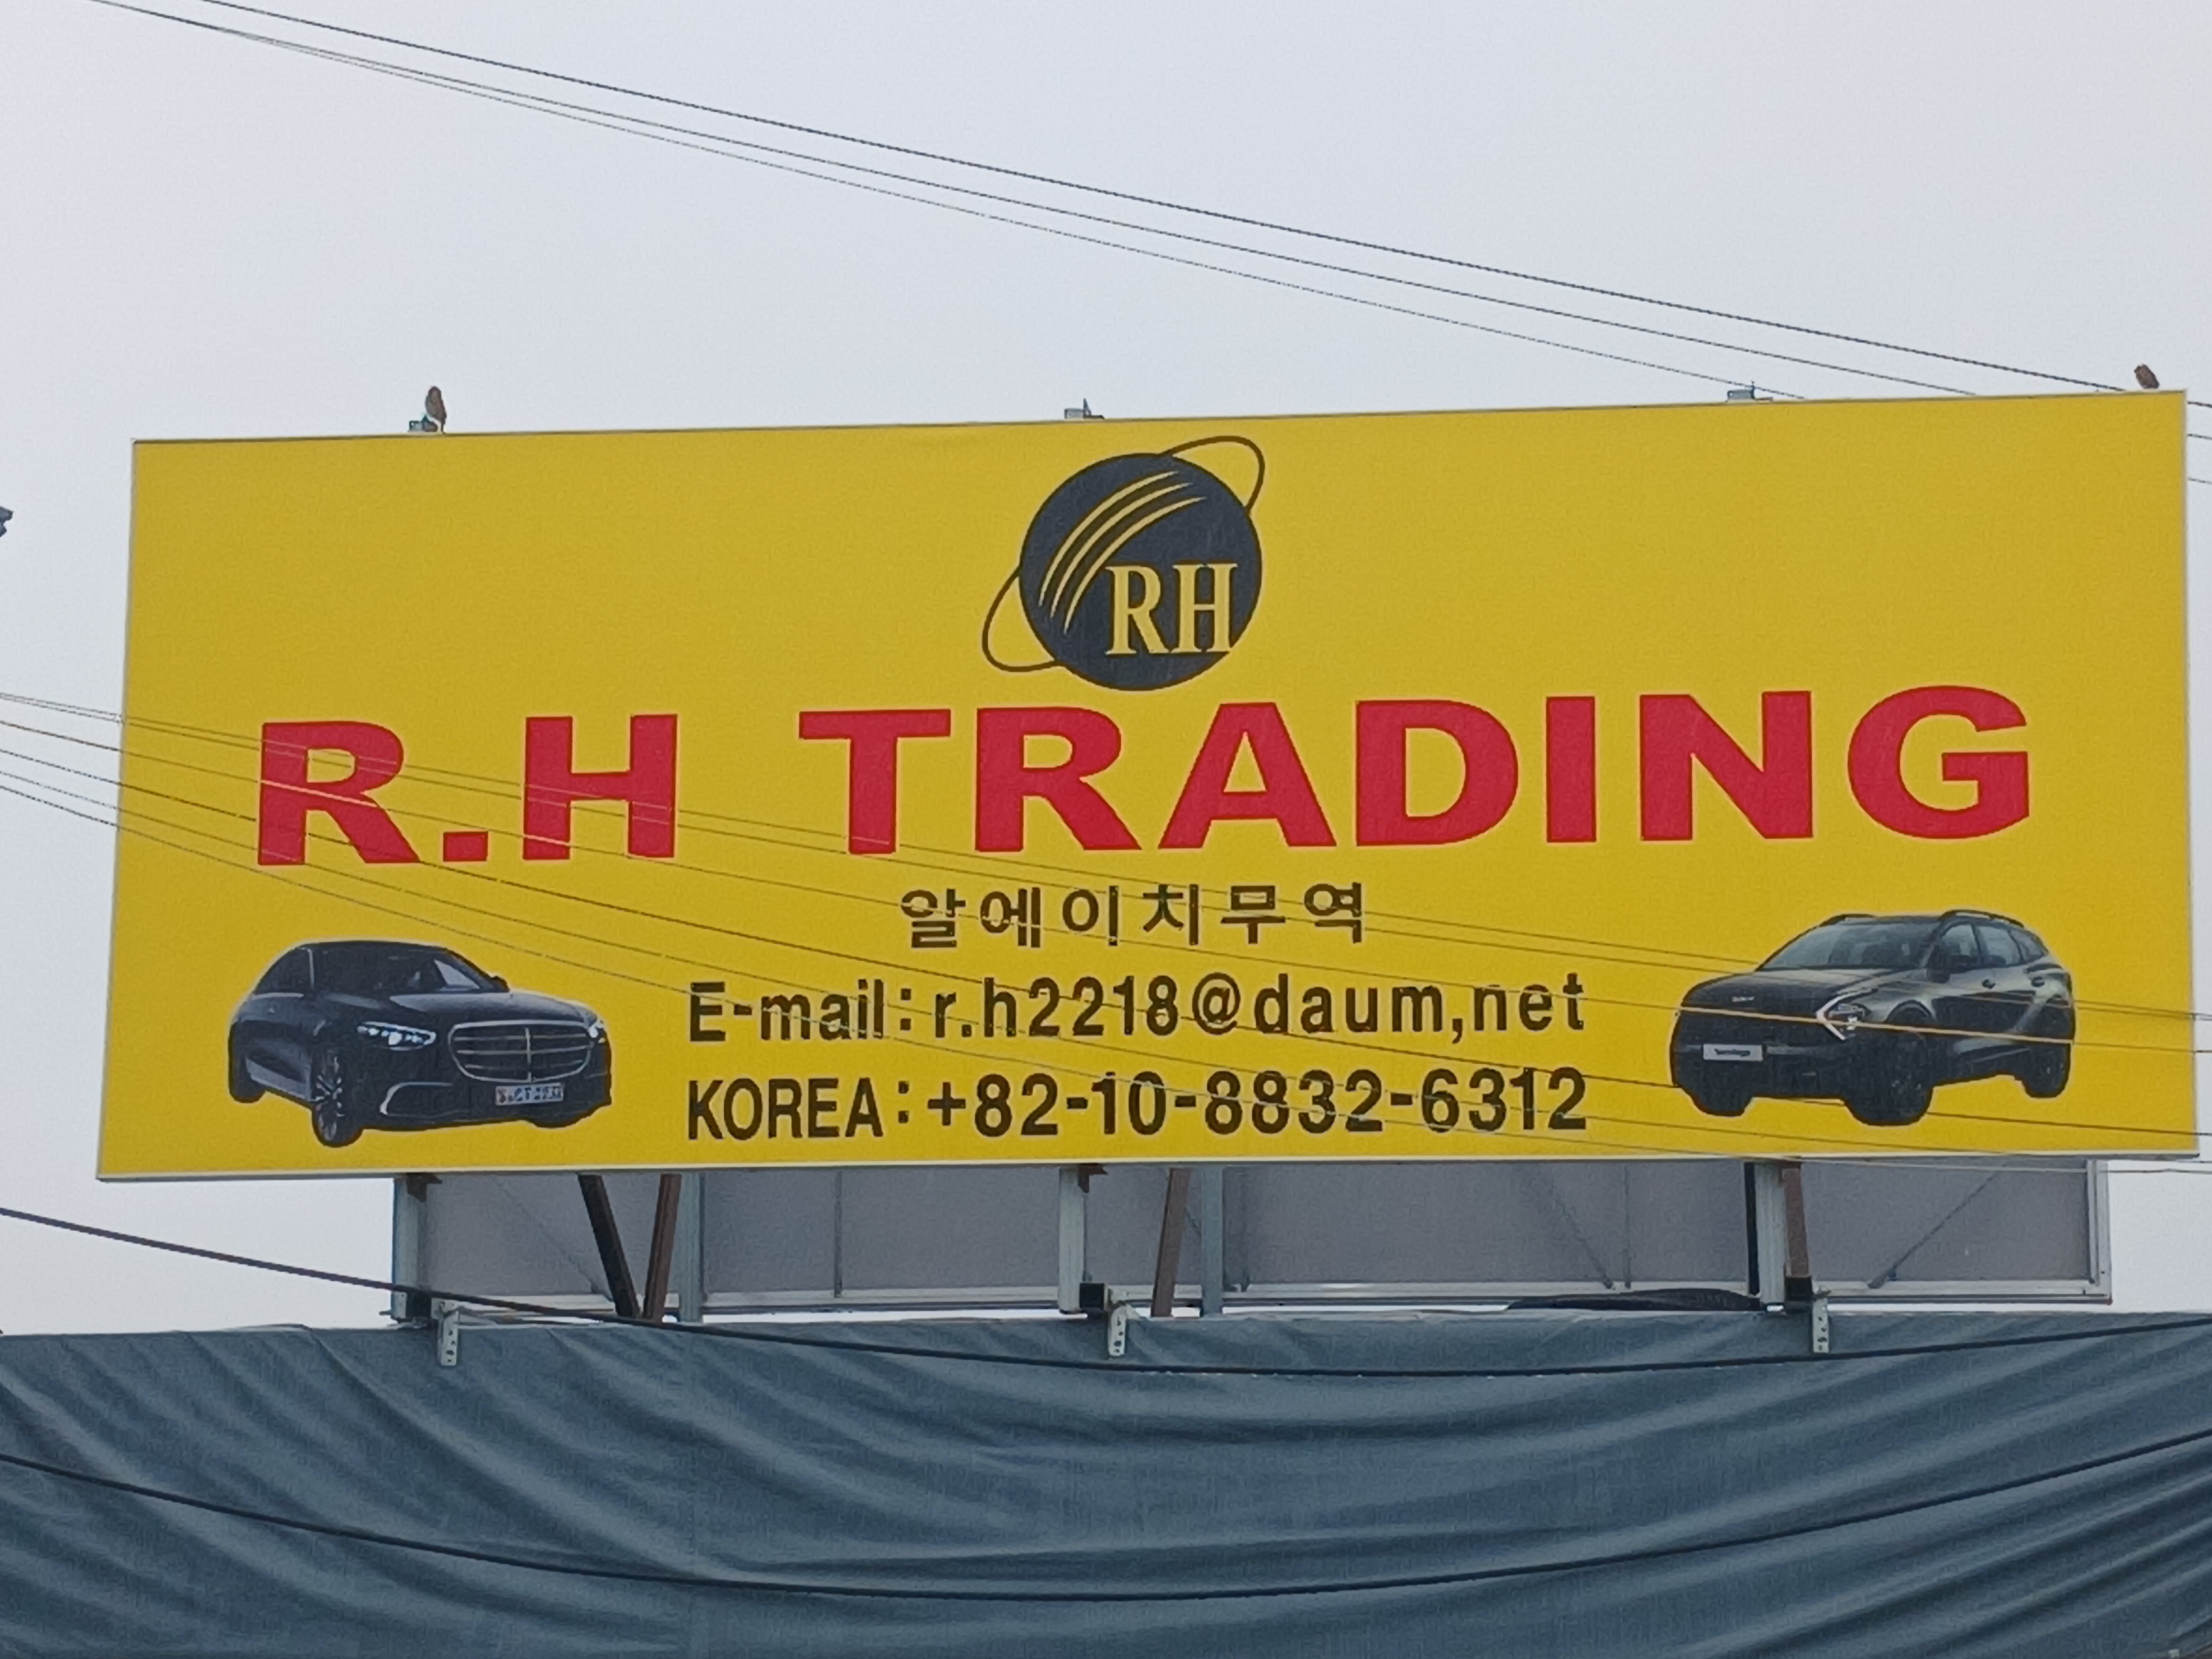 RH
R.H TRADING
알에이치무역
E-mail: r.h2218@daum,net
KOREA: +82-10-8832-6312